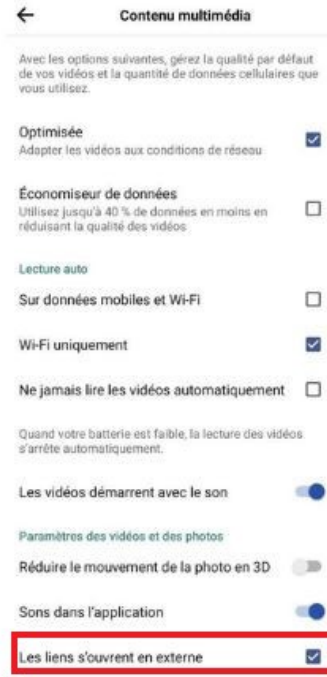 Contenu multimédia
Avec les options suivantes, gérez la qualité par défaut
de vos vidéos et la quantité de données cellulaires que
vous utilisez.
Optimisée
Adapter les vidéos aux conditions de réseau
Économiseur de données
Utilisez jusqu'à 40 % de données en moins en
réduisant la qualité des vidéos
Lecture auto
Sur données mobiles et Wi-Fi
Wi-Fi uniquement
Ne jamais lire les vidéos automatiquement
Quand votre batterie est faible, la lecture des vidéos
s'arrête automatiquement.
Les vidéos démarrent avec le son
Paramètres des vidéos et des photos
Réduire le mouvement de la photo en 3D
Sons dans l'application
Les liens s'ouvrent en externe